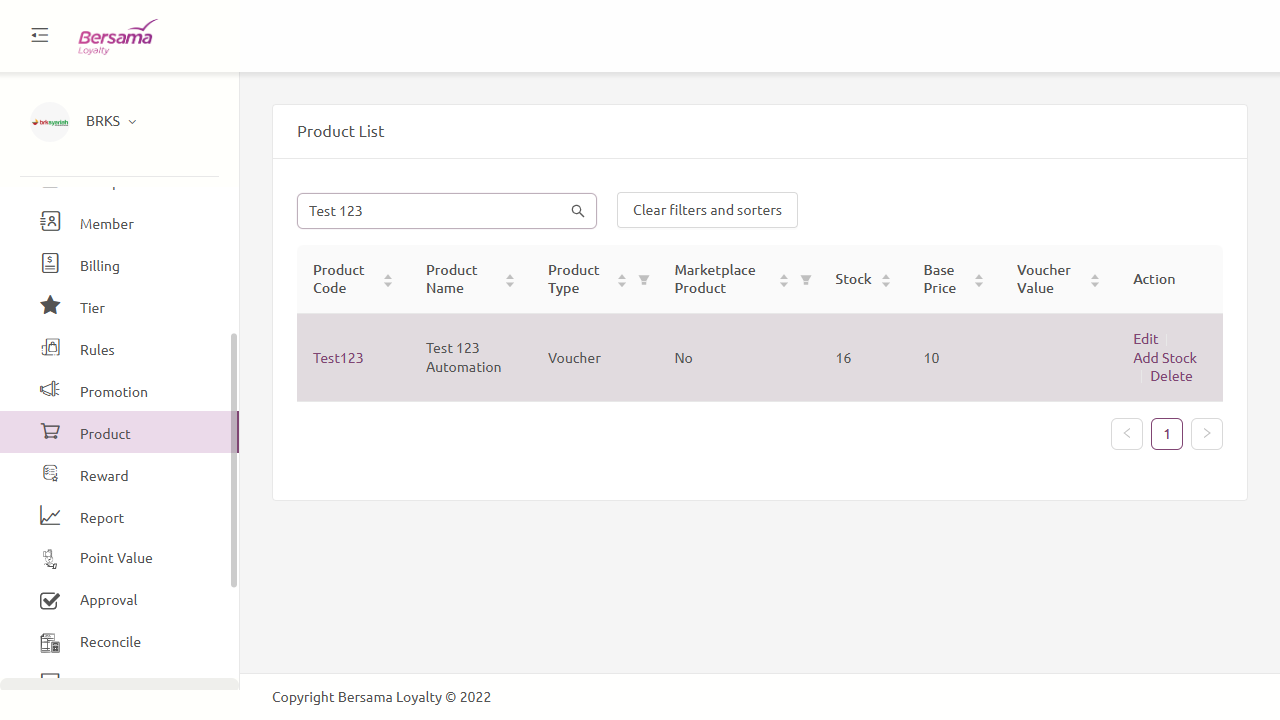 Bersama
Loyalty
brksyariah
BRKS
Member
Billing
Tier
Rules
Promotion
Product
Reward
Report
Point Value
Approval
Reconcile
Product List
Test 123
Clear filters and sorters
Product Code
Product Name
Product Type
Marketplace Product
Stock
Base Price
Voucher Value
Action
Test123
Test 123 Automation
Voucher
No
16
10
Edit
Add Stock
Delete
1
Copyright Bersama Loyalty © 2022